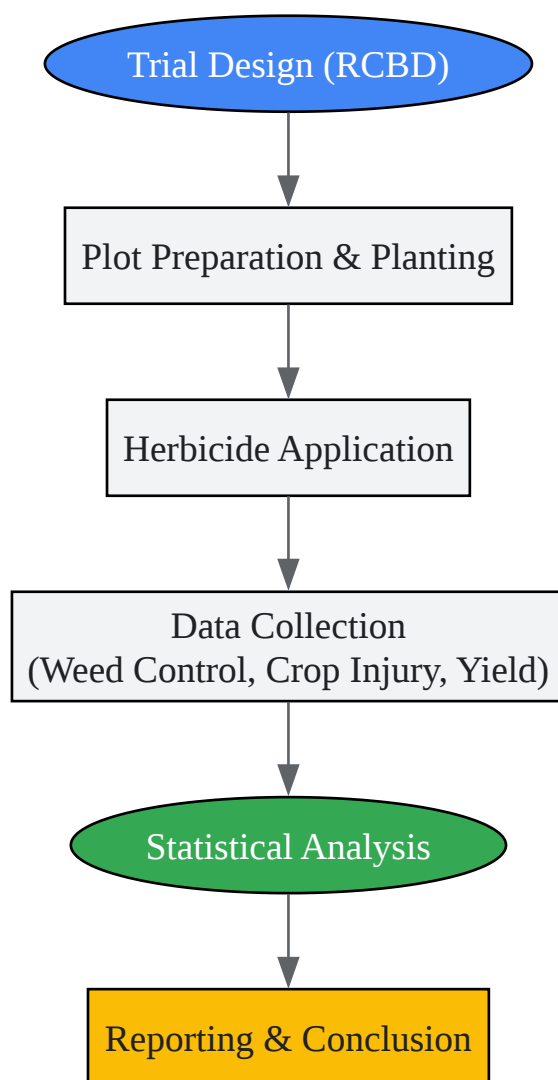 Trial Design (RCBD)
Plot Preparation & Planting
Herbicide Application
Data Collection
(Weed Control, Crop Injury, Yield)
Statistical Analysis
Reporting & Conclusion